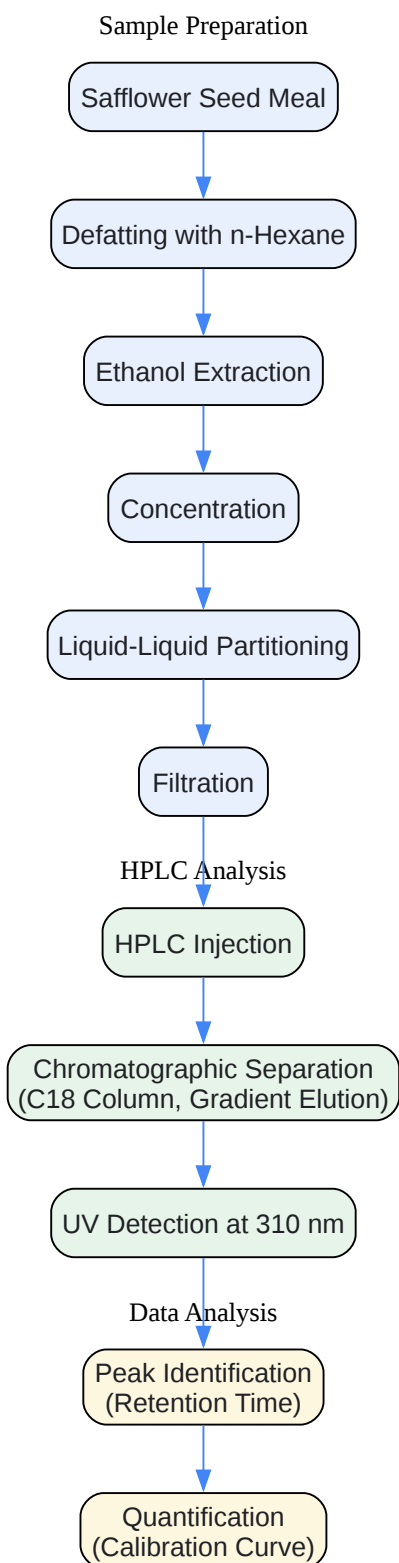 Sample Preparation
Safflower Seed Meal
Defatting with n-Hexane
Ethanol Extraction
Concentration
Liquid-Liquid Partitioning
Filtration
HPLC Analysis
HPLC Injection
Chromatographic Separation
(C18 Column, Gradient Elution)
UV Detection at 310 nm
Data Analysis
Peak Identification
(Retention Time)
Quantification
(Calibration Curve)